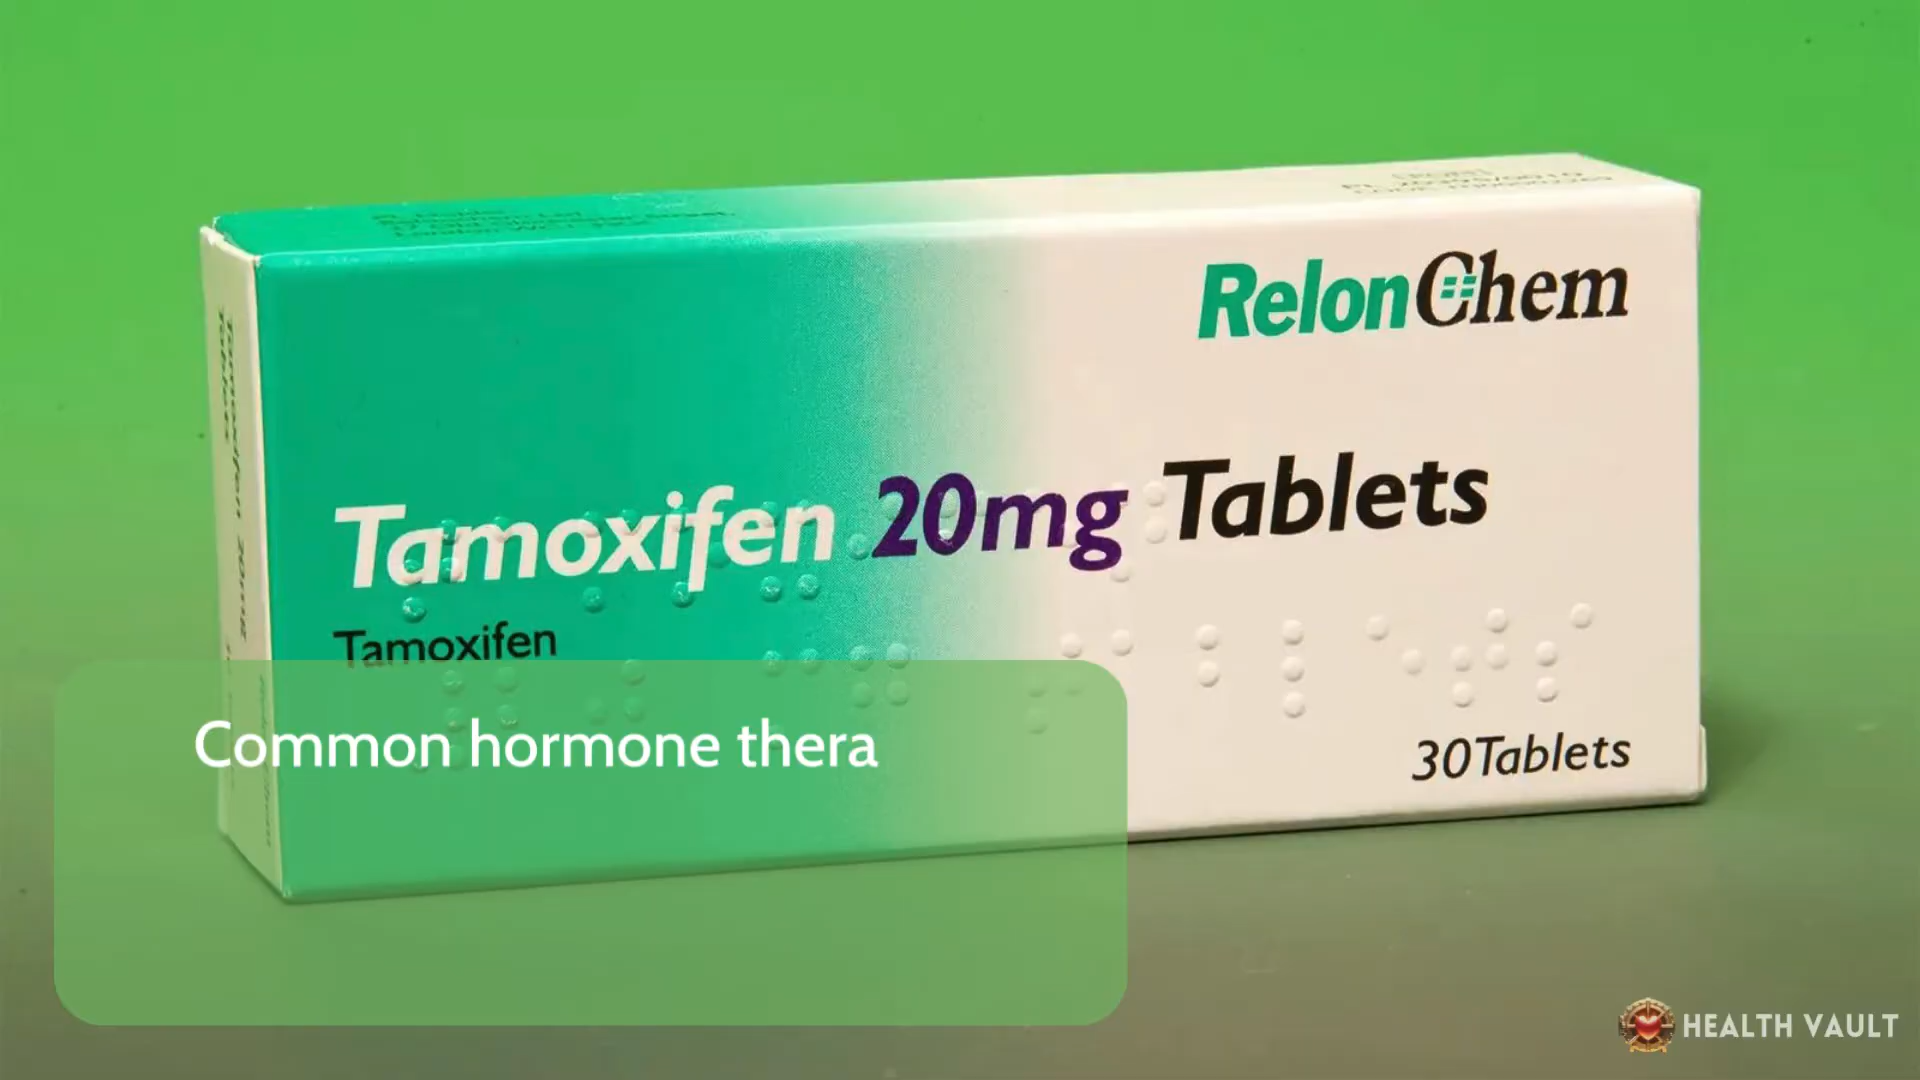 RelonChem
Tamoxifen 20mg Tablets
Tamoxifen
30Tablets
Common hormone thera
HEALTH VAULT